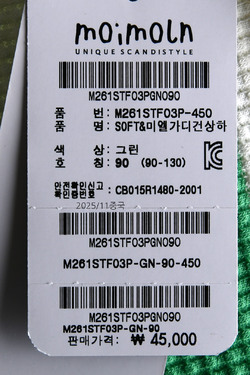 moimoln
UNIQUE SCANDISTYLE
M261STF03PGN090
품 번: M261STF03P-450
품 명: SOFT&미엘가디건상하
색 상: 그린
호 칭: 90 (90-130)
안전확인신고확인증번호 : CB015R1480-2001
2025/11중국
M261STF03PGN090
M261STF03P-GN-90-450
M261STF03PGN090
M261STF03P-GN-90
판매가격: ₩ 45,000